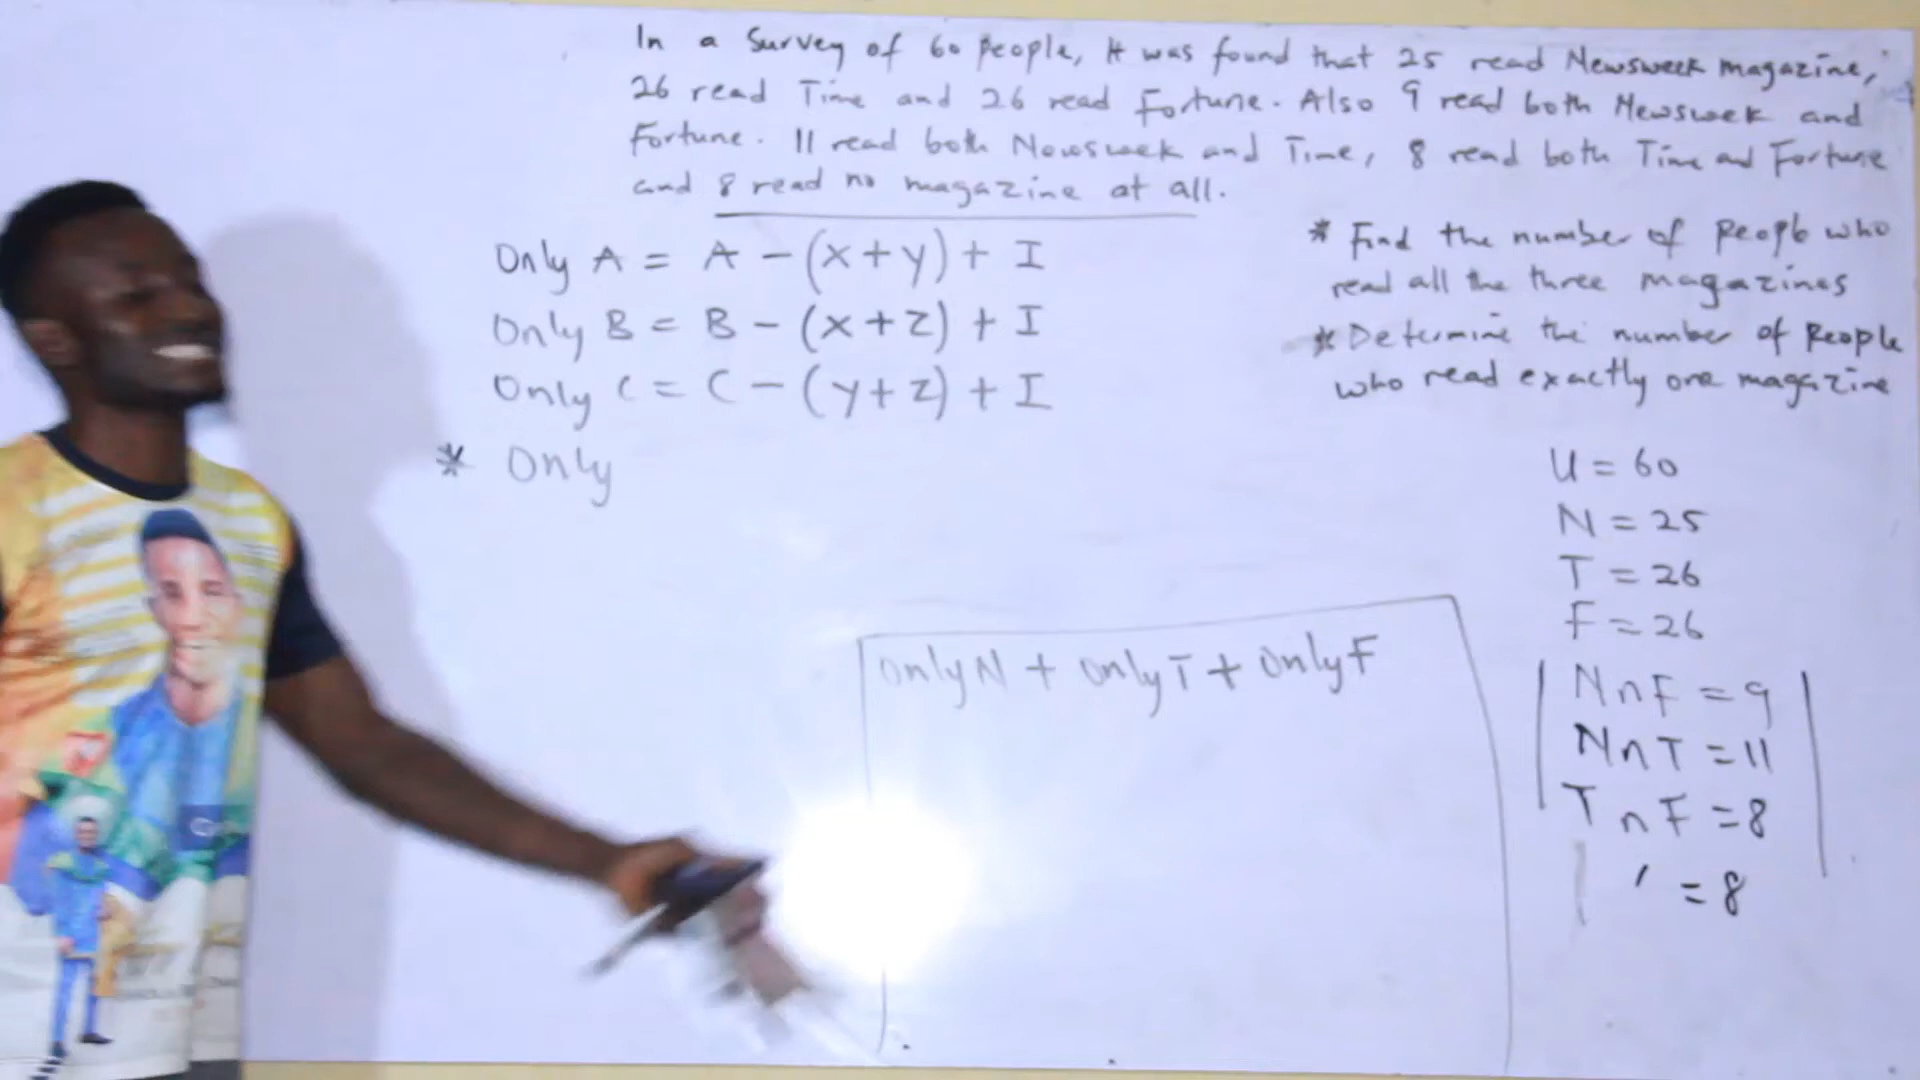 In a Survey of 60 People, It was found that 25 read Newsweek magazine,
26 read Time and 26 read Fortune. Also 9 read both Newsweek and
Fortune. 11 read both Newsweek and Time, 8 read both Time and Fortune
and 8 read no magazine at all.
Only A = A - (x+y) + I
Only B = B - (x+z) + I
Only C = C - (y+z) + I
* Only
* Find the number of People who
read all the three magazines
* Determine the number of People
who read exactly one magazine
U = 60
N = 25
T = 26
F = 26
N n F = 9
N n T = 11
T n F = 8
' = 8
only N + only T + only F